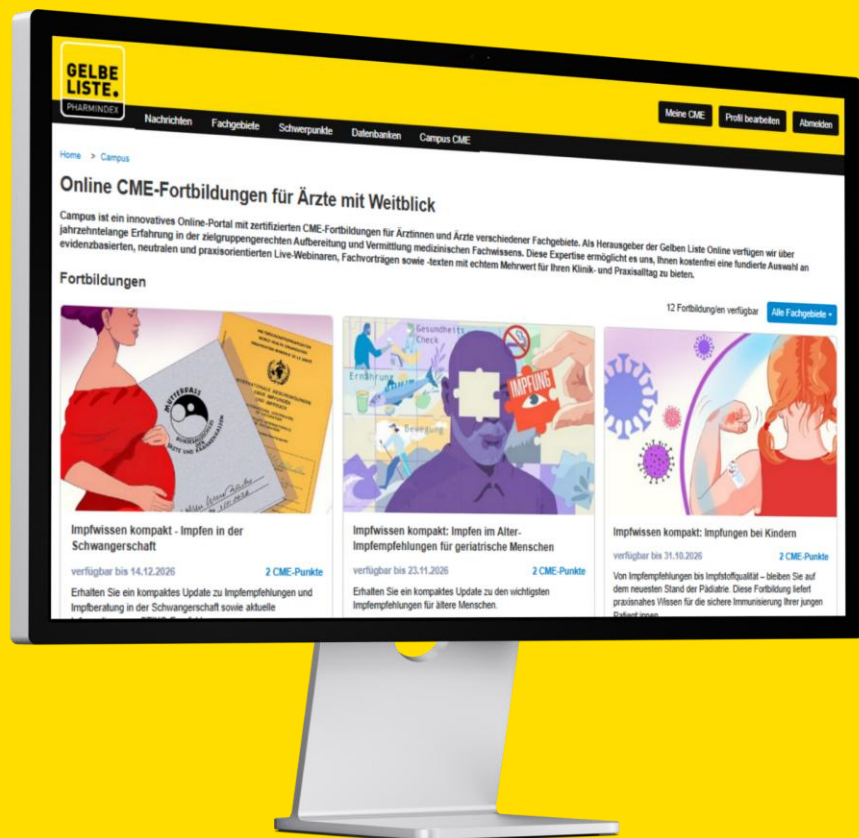 GELBE
LISTE.
PHARMINDEX
Meine CME Profil bearbeiten Abmelden
Nachrichten Fachgebiete Schwerpunkte Datenbanken Campus CME
Home > Campus
Online CME-Fortbildungen für Ärzte mit Weitblick
Campus ist ein innovatives Online-Portal mit zertifizierten CME-Fortbildungen für Ärztinnen und Ärzte verschiedener Fachgebiete. Als Herausgeber der Gelben Liste Online verfügen wir über
jahrzehntelange Erfahrung in der zielgruppengerechten Aufbereitung und Vermittlung medizinischen Fachwissens. Diese Expertise ermöglicht es uns, Ihnen kostenfrei eine fundierte Auswahl an
evidenzbasierten, neutralen und praxisorientierten Live-Webinaren, Fachvorträgen sowie -texten mit echtem Mehrwert für Ihren Klinik- und Praxisalltag zu bieten.
Fortbildungen
12 Fortbildung/en verfügbar Alle Fachgebiete
MUTTERPASS
Gesundheits
Check
Ernährung
Bewegung
IMPFUNG
Impfwissen kompakt - Impfen in der
Schwangerschaft
verfügbar bis 14.12.2026 2 CME-Punkte
Erhalten Sie ein kompaktes Update zu Impfempfehlungen und
Impfberatung in der Schwangerschaft sowie aktuelle
Impfwissen kompakt: Impfen im Alter-
Impfempfehlungen für geriatrische Menschen
verfügbar bis 23.11.2026 2 CME-Punkte
Erhalten Sie ein kompaktes Update zu den wichtigsten
Impfempfehlungen für ältere Menschen.
Impfwissen kompakt: Impfungen bei Kindern
verfügbar bis 31.10.2026 2 CME-Punkte
Von Impfempfehlungen bis Impfstoffqualität – bleiben Sie auf
dem neuesten Stand der Pädiatrie. Diese Fortbildung liefert
praxisnahes Wissen für die sichere Immunisierung Ihrer jungen
Patient:innen